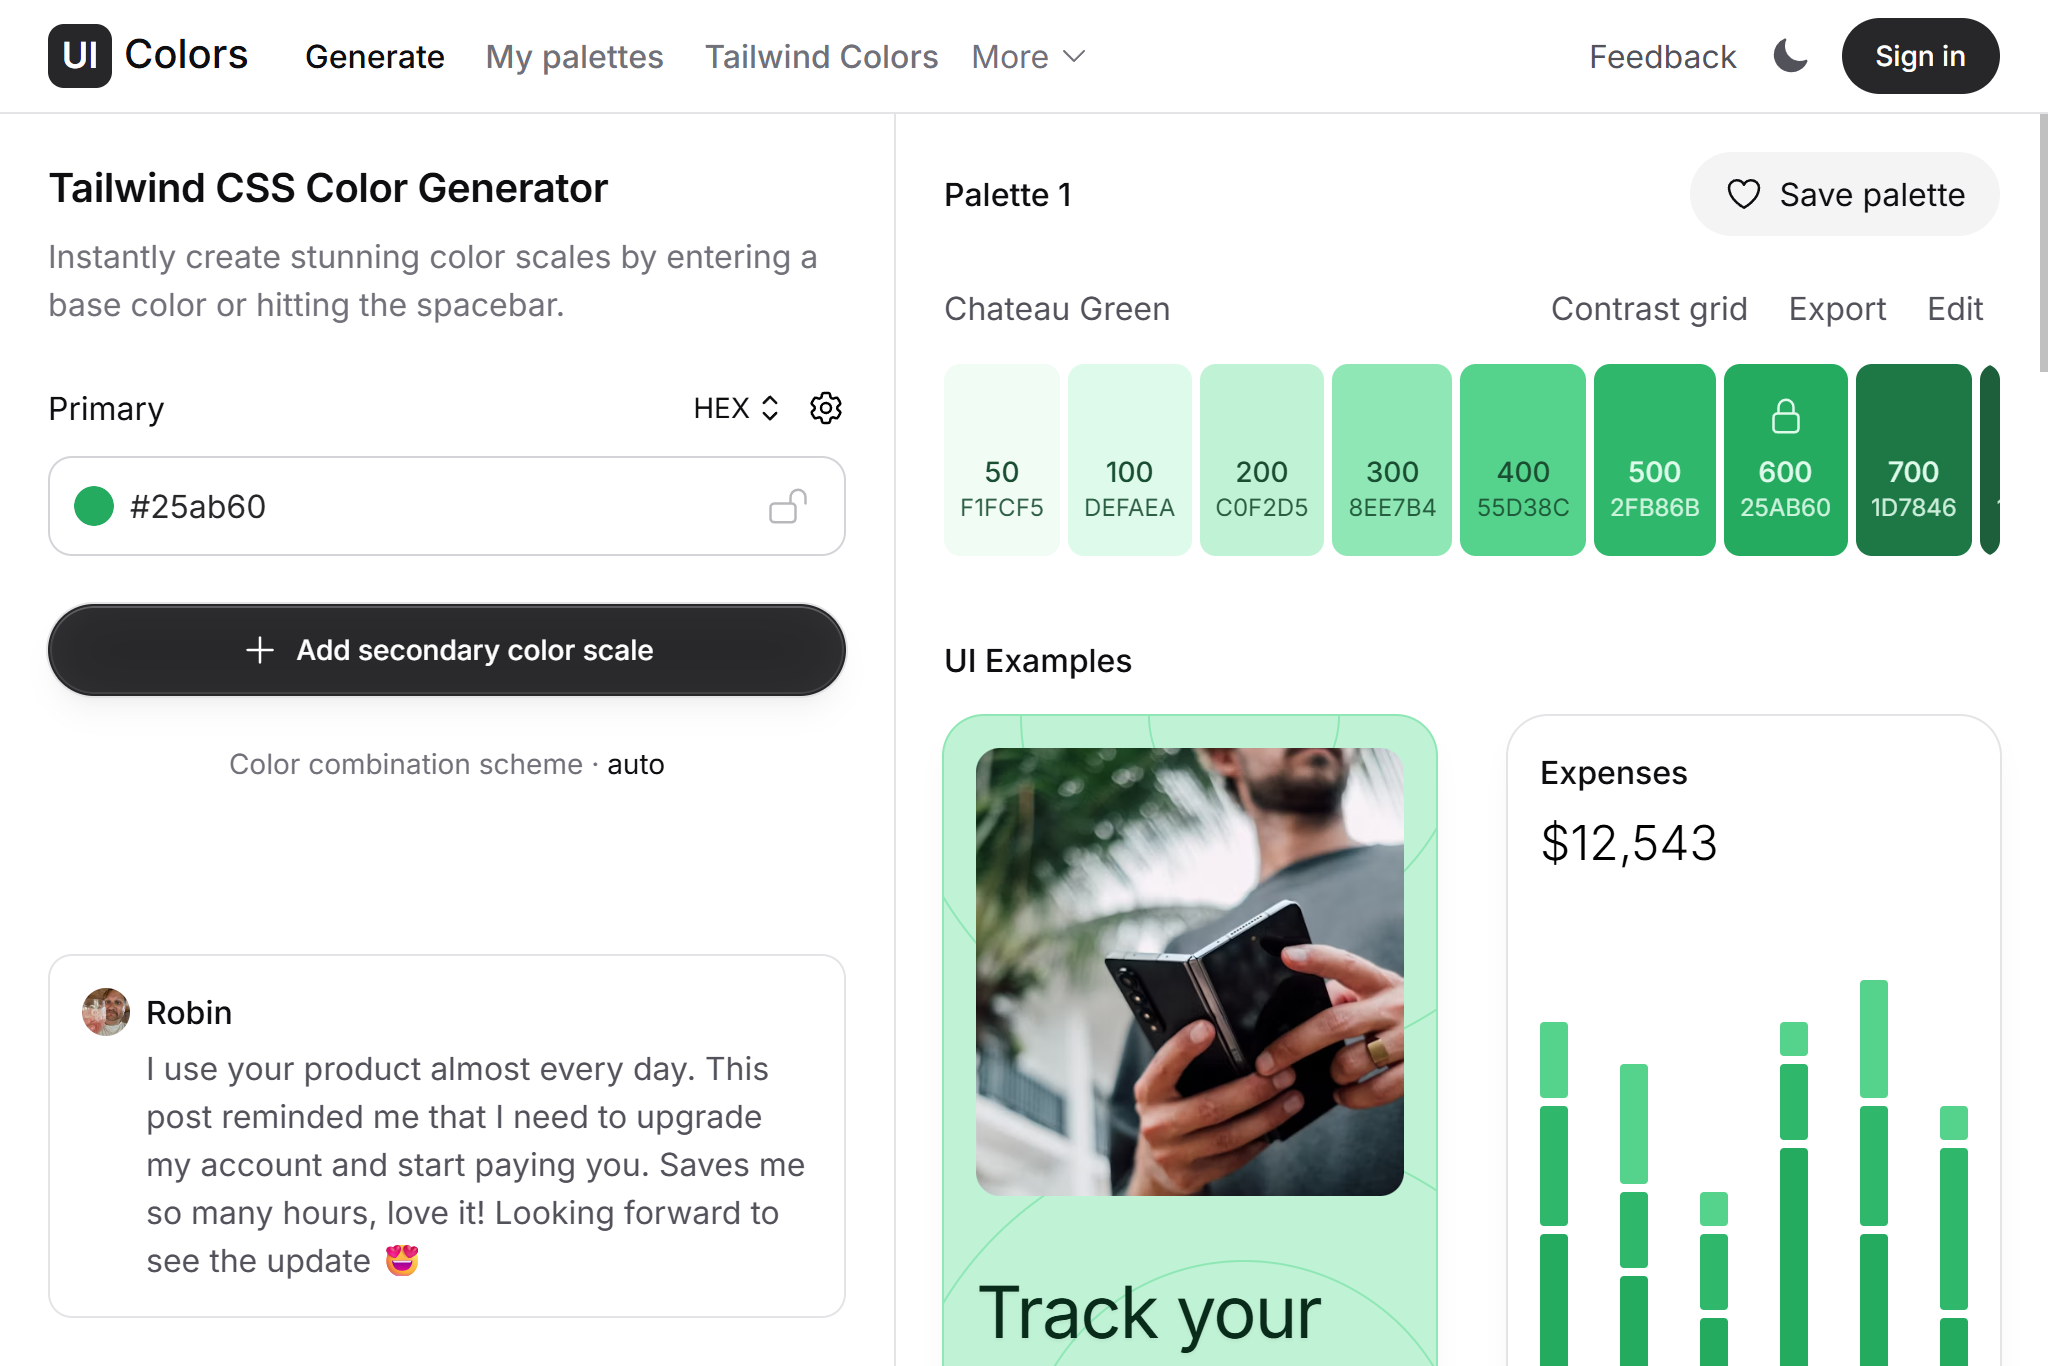 UI Colors Generate My palettes Tailwind Colors More Feedback Sign in
Tailwind CSS Color Generator
Instantly create stunning color scales by entering a
base color or hitting the spacebar.
Primary HEX
#25ab60
Add secondary color scale
Color combination scheme · auto
Robin
I use your product almost every day. This
post reminded me that I need to upgrade
my account and start paying you. Saves me
so many hours, love it! Looking forward to
see the update 😍
Palette 1 Save palette
Chateau Green Contrast grid Export Edit
50 100 200 300 400 500 600 700
F1FCF5 DEFAEA C0F2D5 8EE7B4 55D38C 2FB86B 25AB60 1D7846
UI Examples
Track your
Expenses
$12,543